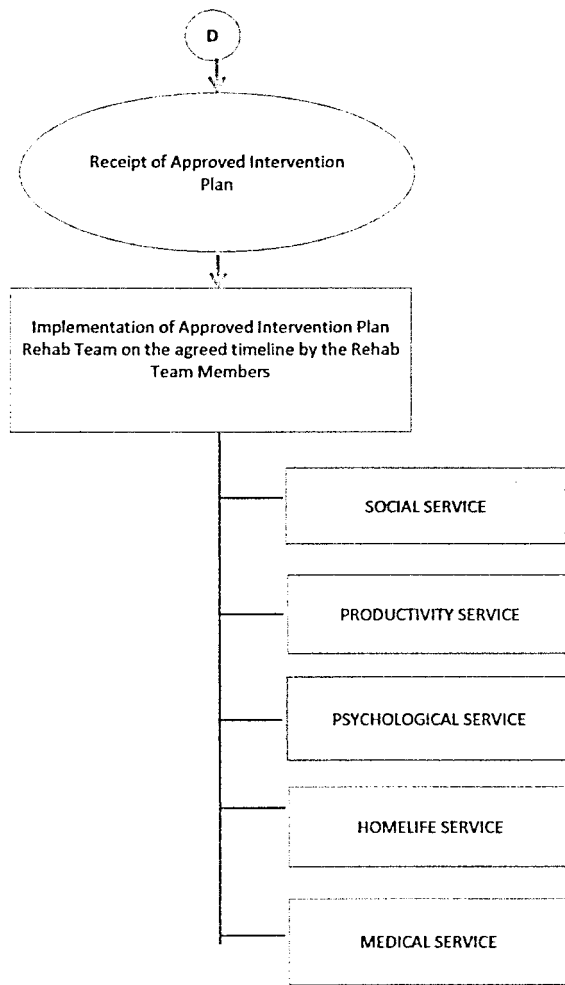 D
Receipt of Approved Intervention
Plan
Implementation of Approved Intervention Plan
Rehab Team on the agreed timeline by the Rehab
Team Members
SOCIAL SERVICE
PRODUCTIVITY SERVICE
PSYCHOLOGICAL SERVICE
HOMELIFE SERVICE
MEDICAL SERVICE